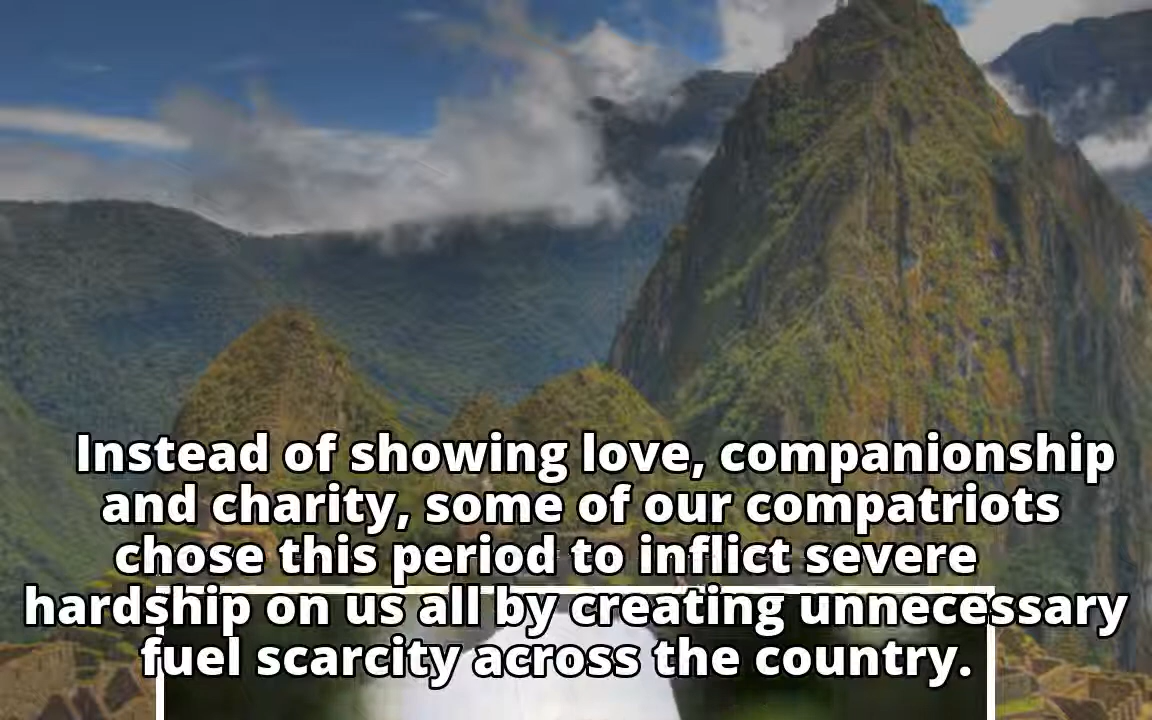 Instead of showing love, companionship
and charity, some of our compatriots
chose this period to inflict severe
hardship on us all by creating unnecessary
fuel scarcity across the country.